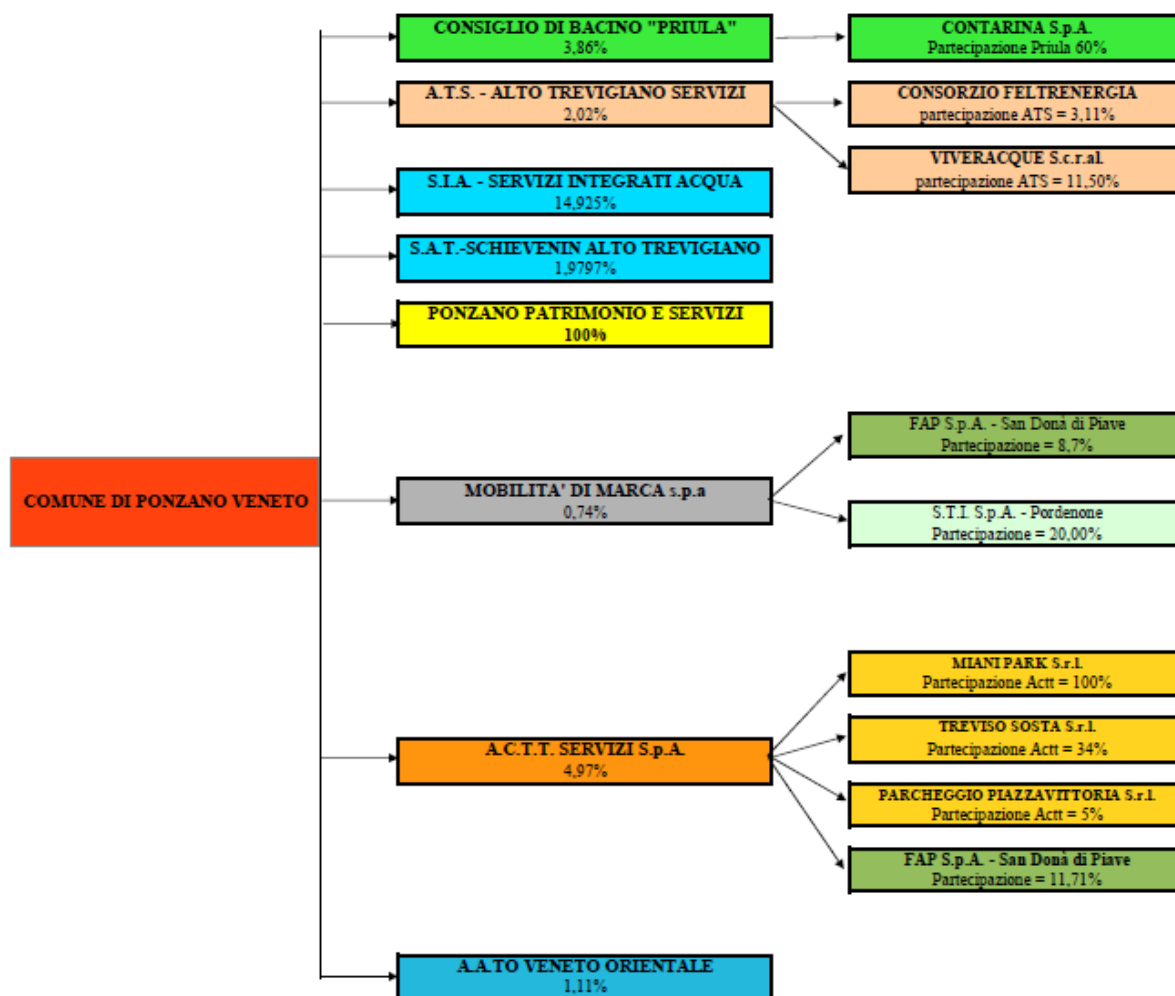 CONSIGLIO DI BACINO "PRIULA"
3,86%
CONTARINA S.p.A.
Partecipazione Priula 60%
A.T.S. - ALTO TREVIGIANO SERVIZI
2,02%
CONSORZIO FELTRENERGIA
partecipazione ATS = 3,11%
VIVERACQUE S.c.r.al.
partecipazione ATS = 11,50%
S.I.A. - SERVIZI INTEGRATI ACQUA
14,925%
S.A.T.-SCHIEVENIN ALTO TREVIGIANO
1,9797%
PONZANO PATRIMONIO E SERVIZI
100%
COMUNE DI PONZANO VENETO
MOBILITA' DI MARCA s.p.a
0,74%
FAP S.p.A. - San Donà di Piave
Partecipazione = 8,7%
S.T.I. S.p.A. - Pordenone
Partecipazione = 20,00%
A.C.T.T. SERVIZI S.p.A.
4,97%
MIANI PARK S.r.l.
Partecipazione Actt = 100%
TREVISO SOSTA S.r.l.
Partecipazione Actt = 34%
PARCHEGGIO PIAZZAVITTORIA S.r.l.
Partecipazione Actt = 5%
FAP S.p.A. - San Donà di Piave
Partecipazione = 11,71%
A.A.TO VENETO ORIENTALE
1,11%